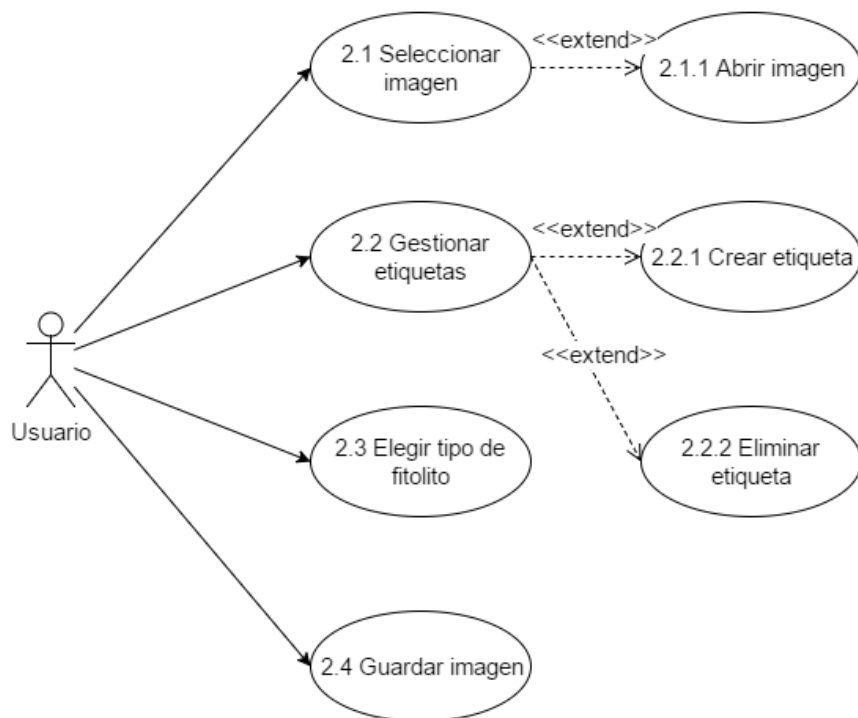 2.1 Seleccionar
imagen
<<extend>>
2.1.1 Abrir imagen
2.2 Gestionar
etiquetas
<<extend>>
2.2.1 Crear etiqueta
<<extend>>
Usuario
2.3 Elegir tipo de
fitolito
2.2.2 Eliminar
etiqueta
2.4 Guardar imagen